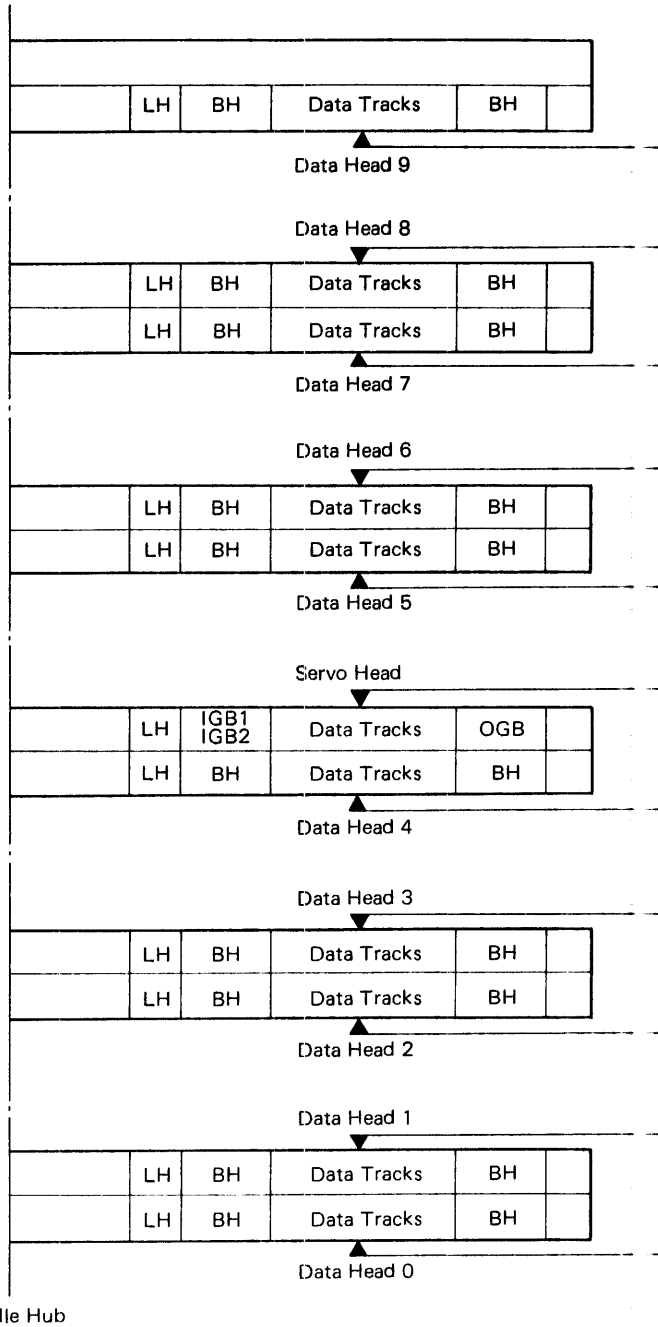 LH BH Data Tracks BH
Data Head 9
Data Head 8
LH BH Data Tracks BH
LH BH Data Tracks BH
Data Head 7
Data Head 6
LH BH Data Tracks BH
LH BH Data Tracks BH
Data Head 5
Servo Head
LH IGB1 IGB2 Data Tracks OGB
LH BH Data Tracks BH
Data Head 4
Data Head 3
LH BH Data Tracks BH
LH BH Data Tracks BH
Data Head 2
Data Head 1
LH BH Data Tracks BH
LH BH Data Tracks BH
Data Head 0
Hub